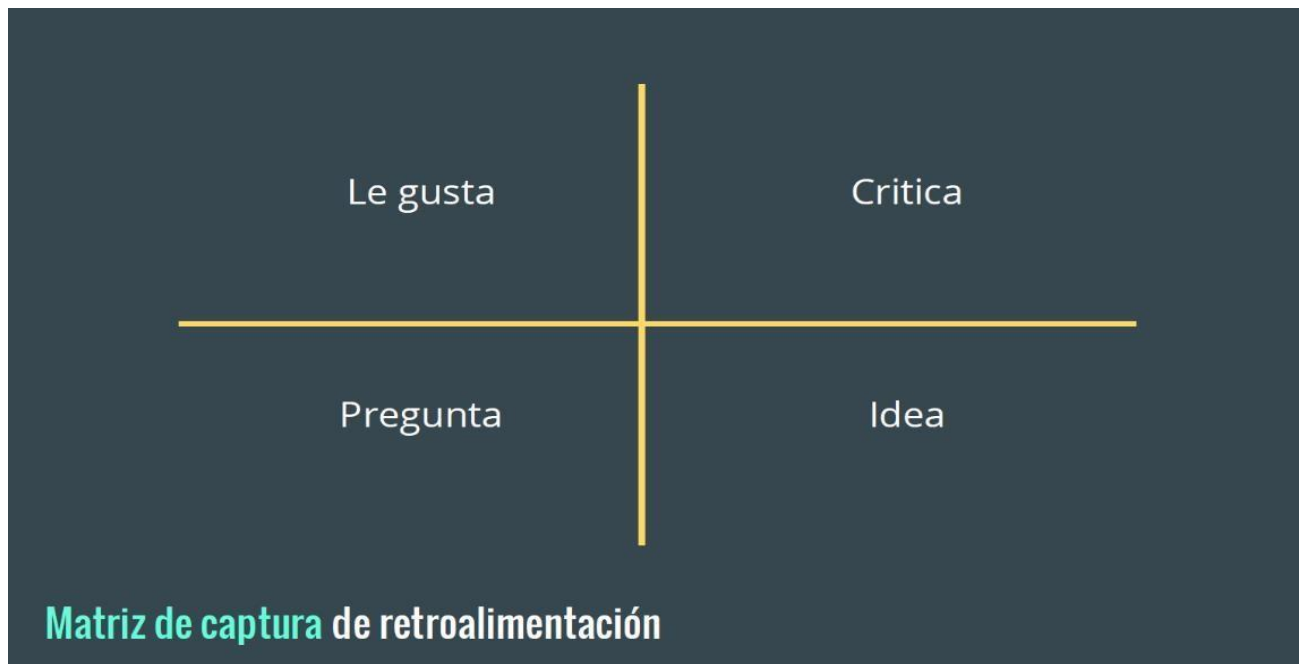 Le gusta
Critica
Pregunta
Idea
Matriz de captura de retroalimentación